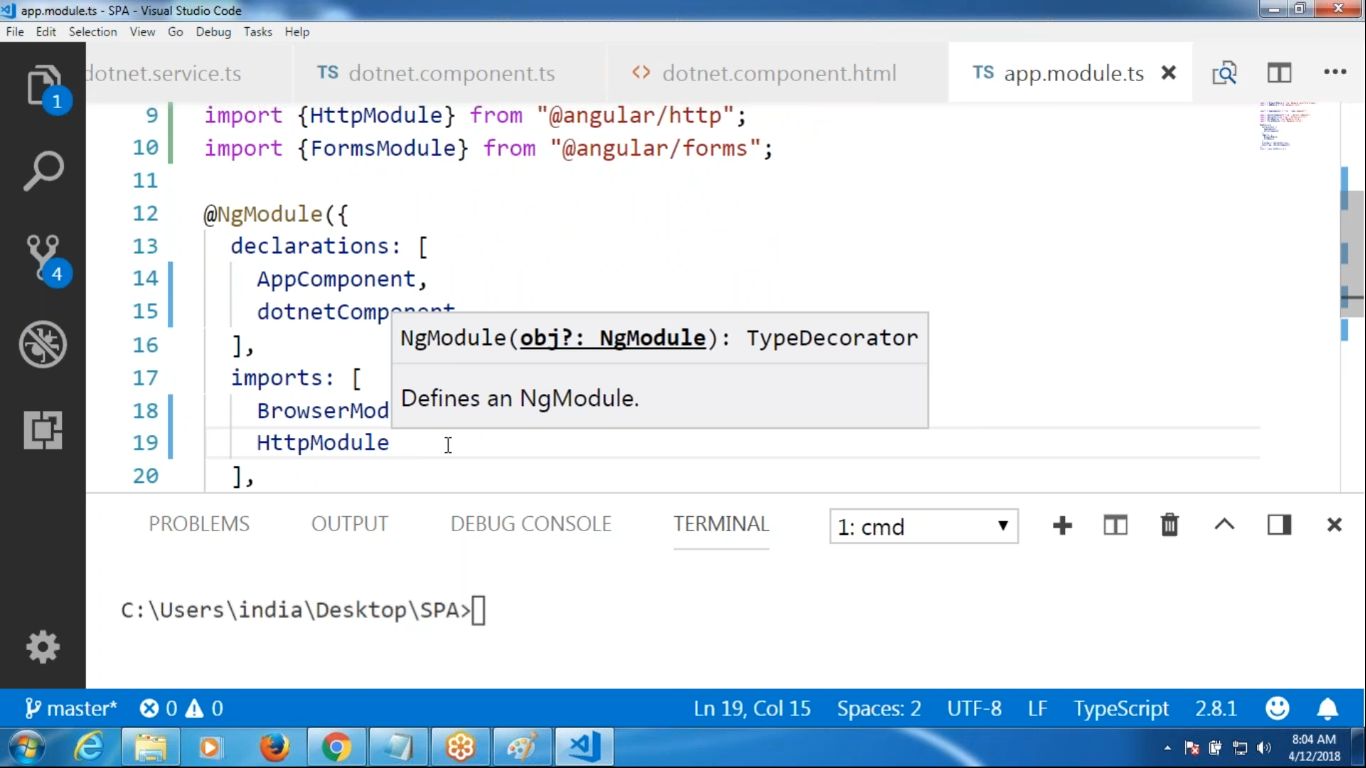 app.module.ts - SPA - Visual Studio Code
File Edit Selection View Go Debug Tasks Help
dotnet.service.ts TS dotnet.component.ts <> dotnet.component.html TS app.module.ts
1
9 import {HttpModule} from "@angular/http";
10 import {FormsModule} from "@angular/forms";
11
12 @NgModule({
13 declarations: [
14 AppComponent,
4
15 dotnetComponent
NgModule(obj?: NgModule): TypeDecorator
16 ],
17 imports: [
Defines an NgModule.
18 BrowserMod
19 HttpModule
20 ],
PROBLEMS OUTPUT DEBUG CONSOLE TERMINAL 1: cmd
C:\Users\india\Desktop\SPA>
master* 0 0 Ln 19, Col 15 Spaces: 2 UTF-8 LF TypeScript 2.8.1
8:04 AM
4/12/2018